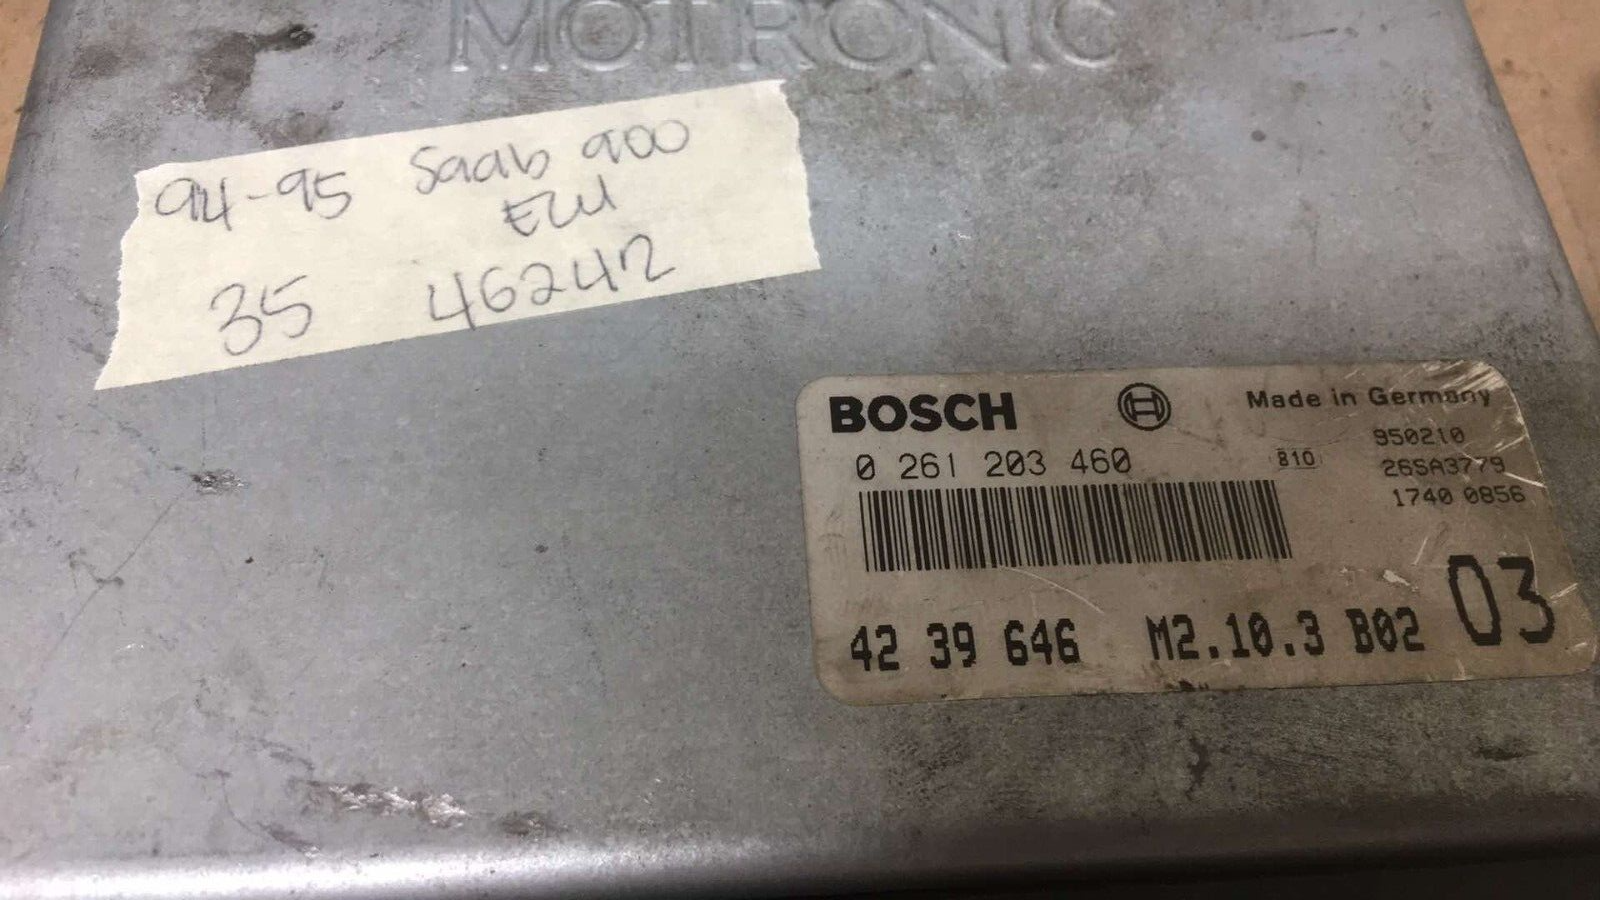 MOTRONIC
94-95 Saab 900
ECU
35 46242
BOSCH
Made in Germany
0 261 203 460
810
950210
26SA3779
1740 0856
42 39 646 M2.10.3 B02 03